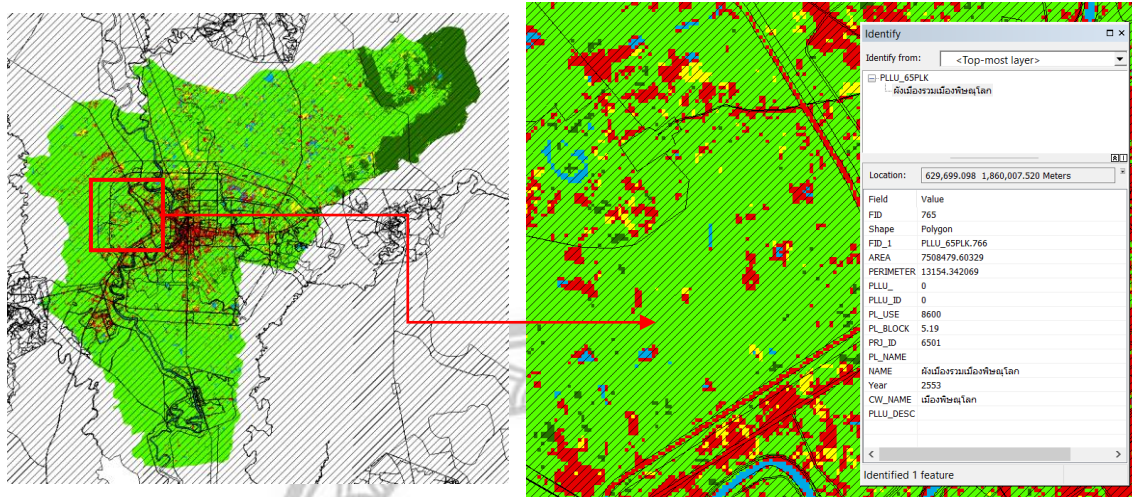 Identify
Identify from: <Top-most layer>
PLLU_65PLK
ผังเมืองรวมเมืองพิษณุโลก
Location: 629,699.098 1,860,007.520 Meters
Field Value
FID 765
Shape Polygon
FID_1 PLLU_65PLK.766
AREA 7508479.60329
PERIMETER 13154.342069
PLLU_ 0
PLLU_ID 0
PL_USE 8600
PL_BLOCK 5.19
PRJ_ID 6501
PL_NAME
NAME ผังเมืองรวมเมืองพิษณุโลก
Year 2553
CW_NAME เมืองพิษณุโลก
PLLU_DESC
Identified 1 feature